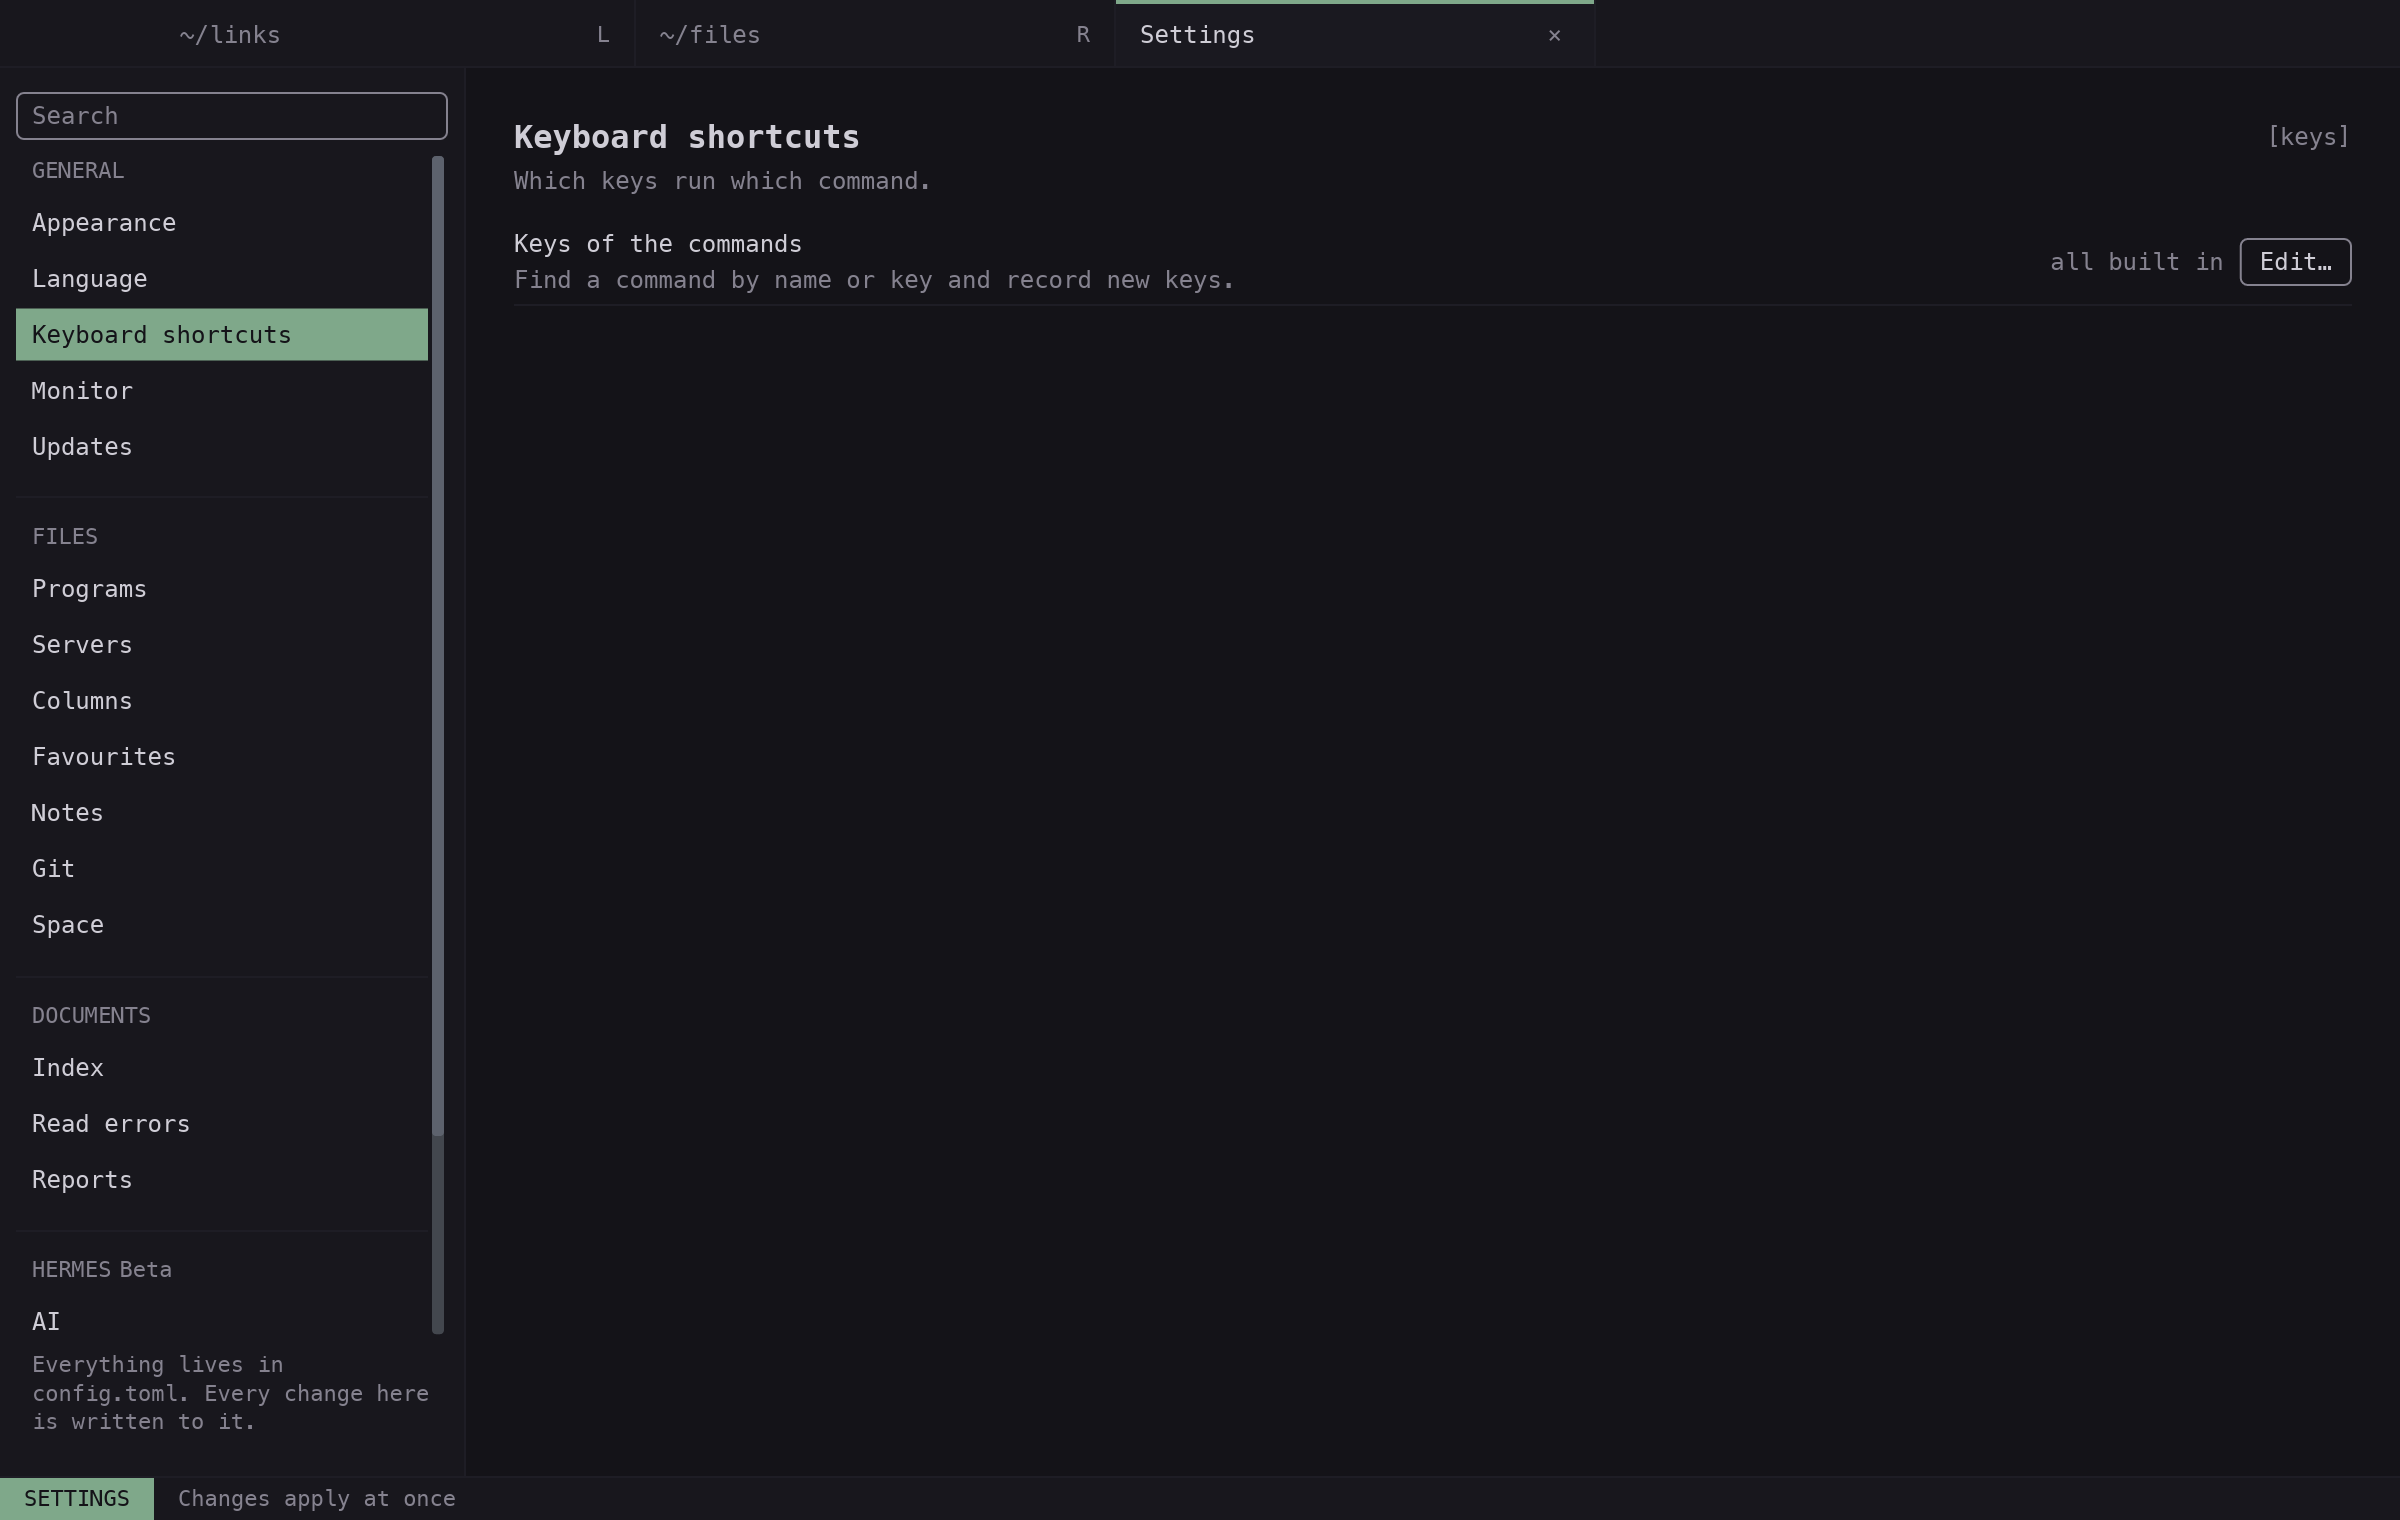 ~/links L ~/files R Settings ×
Search
GENERAL
Appearance
Language
Keyboard shortcuts
Monitor
Updates
FILES
Programs
Servers
Columns
Favourites
Notes
Git
Space
DOCUMENTS
Index
Read errors
Reports
HERMES Beta
AI
Everything lives in
config.toml. Every change here
is written to it.
Keyboard shortcuts [keys]
Which keys run which command.
Keys of the commands
Find a command by name or key and record new keys.
all built in Edit…
SETTINGS Changes apply at once